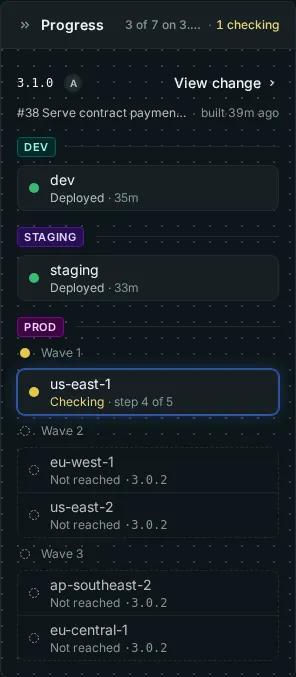 » Progress 3 of 7 on 3.... · 1 checking
3.1.0 A View change ›
#38 Serve contract paymen... · built 39m ago
DEV
dev
Deployed · 35m
STAGING
staging
Deployed · 33m
PROD
Wave 1
us-east-1
Checking · step 4 of 5
Wave 2
eu-west-1
Not reached ·3.0.2
us-east-2
Not reached ·3.0.2
Wave 3
ap-southeast-2
Not reached ·3.0.2
eu-central-1
Not reached ·3.0.2